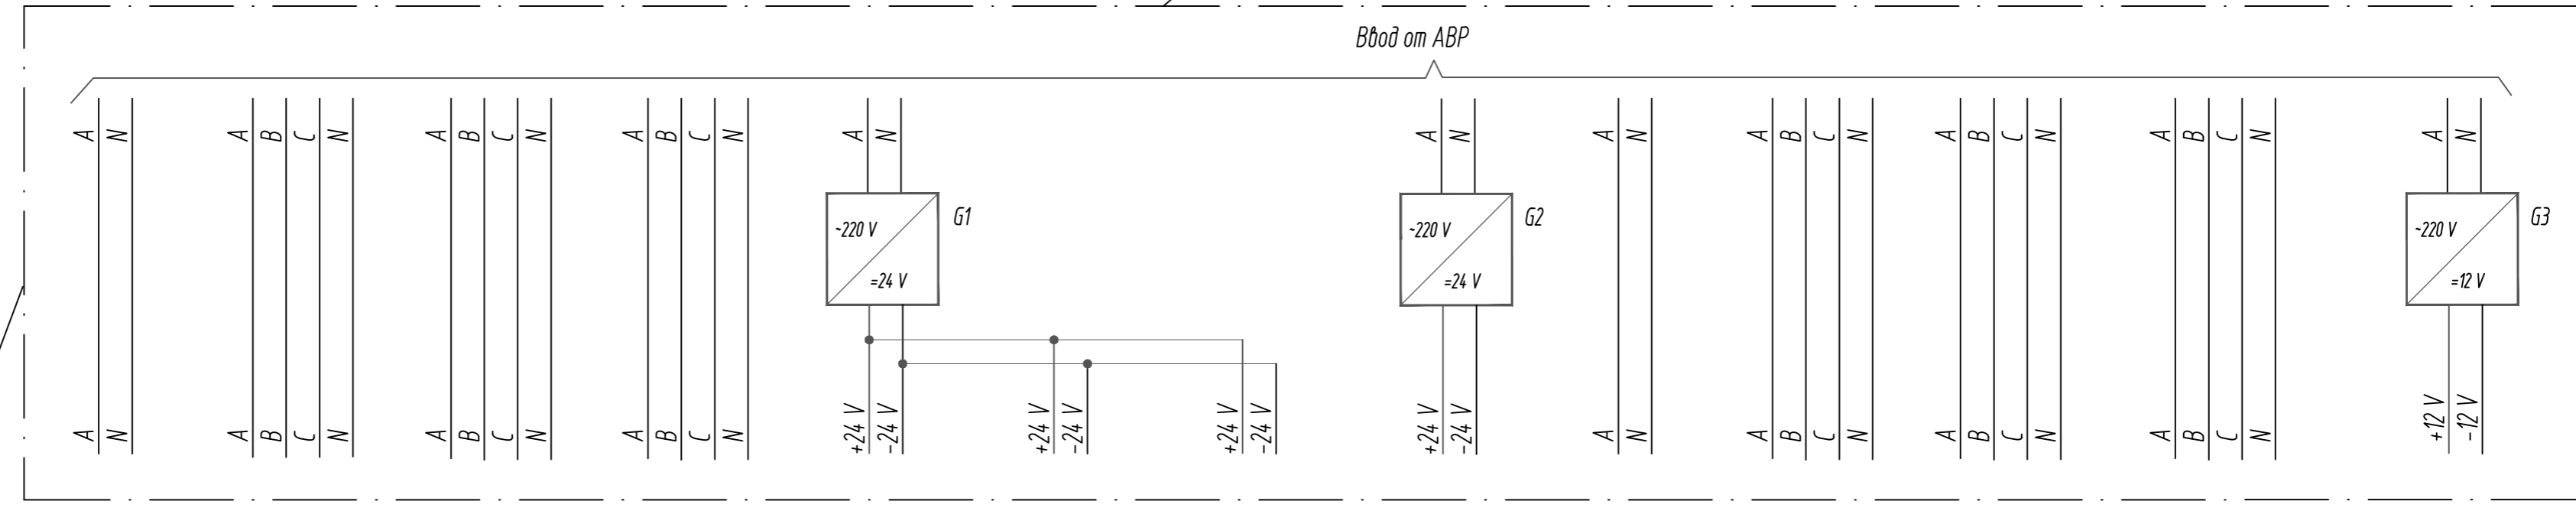 Ввод от АВР
A N A B C N A B C N A B C N A N A N A N A B C N A B C N A B C N A N
G1 G2 G3
~220 V ~220 V ~220 V
=24 V =24 V =12 V
A N A B C N A B C N A B C N +24 V -24 V +24 V -24 V +24 V -24 V +24 V -24 V A N A B C N A B C N A B C N +12 V -12 V